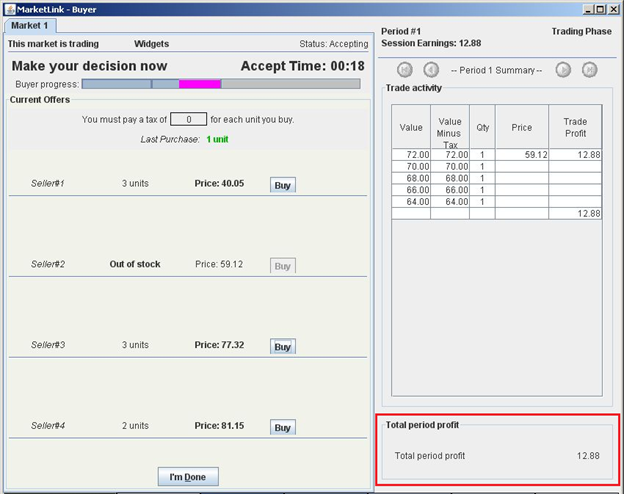 MarketLink - Buyer
Market 1
This market is trading Widgets Status: Accepting
Make your decision now Accept Time: 00:18
Buyer progress:
Current Offers
You must pay a tax of 0 for each unit you buy.
Last Purchase: 1 unit
Seller#1 3 units Price: 40.05 Buy
Seller#2 Out of stock Price: 59.12 Buy
Seller#3 3 units Price: 77.32 Buy
Seller#4 2 units Price: 81.15 Buy
I'm Done
Period #1 Trading Phase
Session Earnings: 12.88
-- Period 1 Summary --
Trade activity
Value Value Minus Tax Qty Price Trade Profit
72.00 72.00 1 59.12 12.88
70.00 70.00 1
68.00 68.00 1
66.00 66.00 1
64.00 64.00 1
12.88
Total period profit
Total period profit 12.88